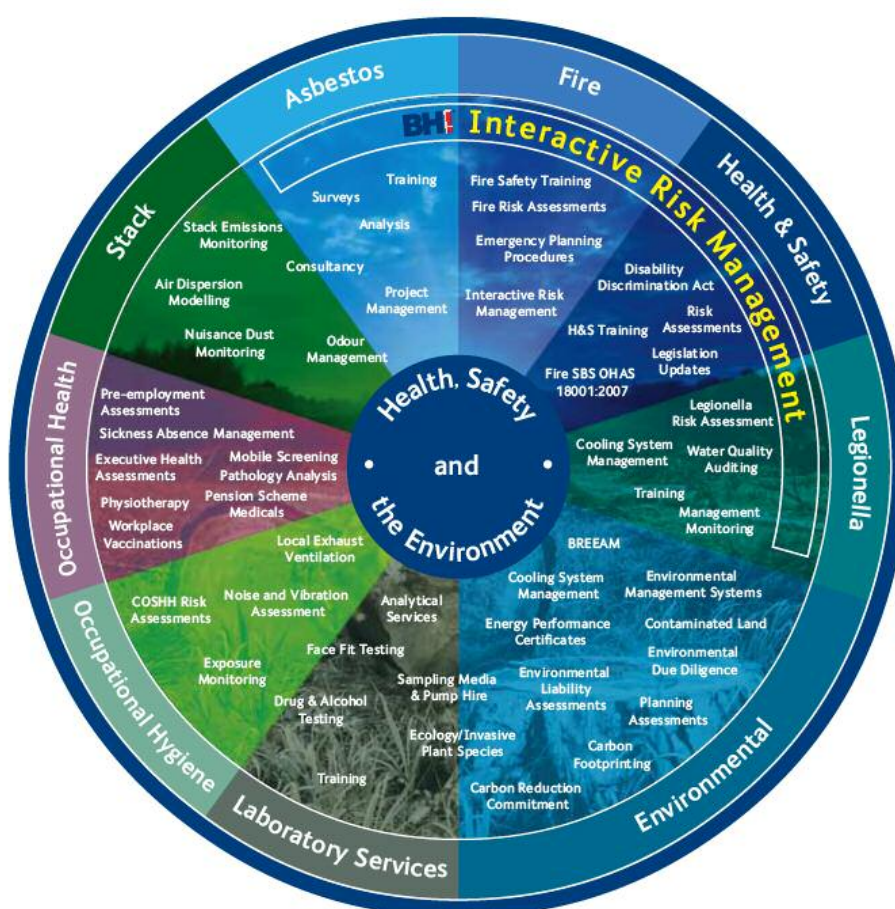 Asbestos
Fire
Health & Safety
Legionella
Environmental
Laboratory Services
Occupational Hygiene
Occupational Health
Stack
BHI Interactive Risk Management
Health, Safety
and
the Environment
Training
Surveys
Analysis
Consultancy
Project
Management
Fire Safety Training
Fire Risk Assessments
Emergency Planning
Procedures
Interactive Risk
Management
Disability
Discrimination Act
Risk
Assessments
H&S Training
Legislation
Updates
Fire SBS OHAS
18001:2007
Legionella
Risk Assessment
Cooling System
Management
Water Quality
Auditing
Training
Management
Monitoring
BREEAM
Cooling System
Management
Environmental
Management Systems
Energy Performance
Certificates
Contaminated Land
Environmental
Due Diligence
Environmental
Liability
Assessments
Planning
Assessments
Carbon
Footprinting
Carbon Reduction
Commitment
Analytical
Services
Face Fit Testing
Sampling Media
& Pump Hire
Drug & Alcohol
Testing
Ecology/Invasive
Plant Species
Training
Local Exhaust
Ventilation
COSHH Risk
Assessments
Noise and Vibration
Assessment
Exposure
Monitoring
Pre-employment
Assessments
Sickness Absence Management
Executive Health
Assessments
Mobile Screening
Pathology Analysis
Physiotherapy
Pension Scheme
Medicals
Workplace
Vaccinations
Stack Emissions
Monitoring
Air Dispersion
Modelling
Nuisance Dust
Monitoring
Odour
Management